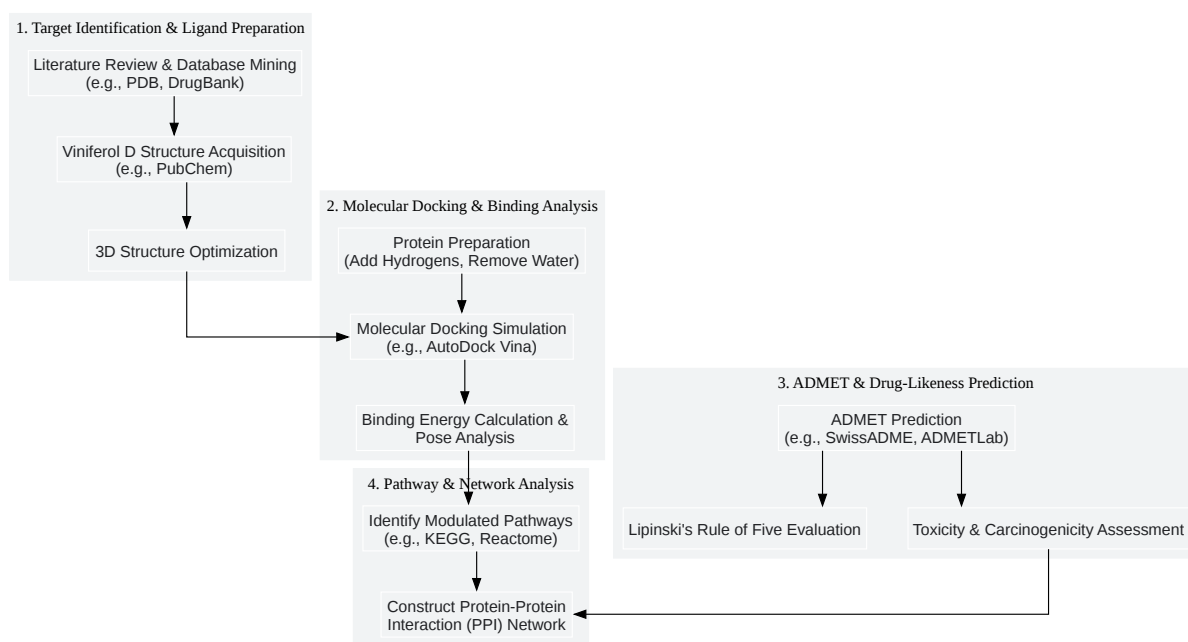 1. Target Identification & Ligand Preparation
Literature Review & Database Mining
(e.g., PDB, DrugBank)
Viniferol D Structure Acquisition
(e.g., PubChem)
3D Structure Optimization
2. Molecular Docking & Binding Analysis
Protein Preparation
(Add Hydrogens, Remove Water)
Molecular Docking Simulation
(e.g., AutoDock Vina)
Binding Energy Calculation &
Pose Analysis
3. ADMET & Drug-Likeness Prediction
ADMET Prediction
(e.g., SwissADME, ADMETLab)
Lipinski's Rule of Five Evaluation
Toxicity & Carcinogenicity Assessment
4. Pathway & Network Analysis
Identify Modulated Pathways
(e.g., KEGG, Reactome)
Construct Protein-Protein
Interaction (PPI) Network